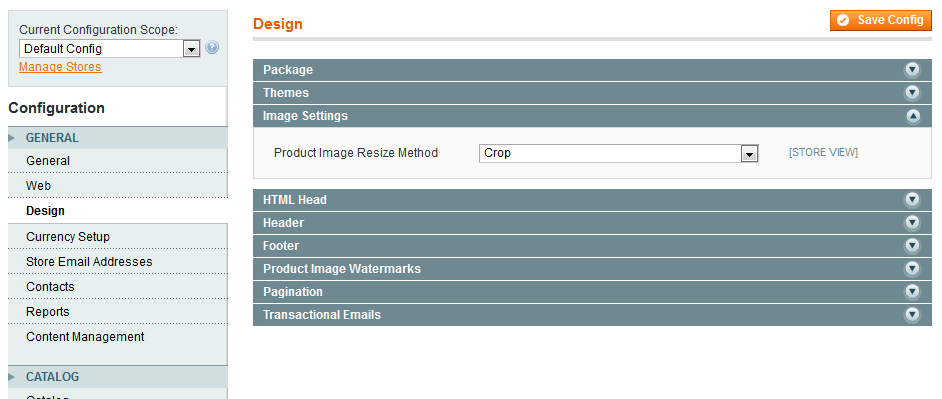 Current Configuration Scope:
Default Config
Manage Stores
Configuration
GENERAL
General
Web
Design
Currency Setup
Store Email Addresses
Contacts
Reports
Content Management
CATALOG
Catalog
Design
Save Config
Package
Themes
Image Settings
Product Image Resize Method
Crop
[STORE VIEW]
HTML Head
Header
Footer
Product Image Watermarks
Pagination
Transactional Emails